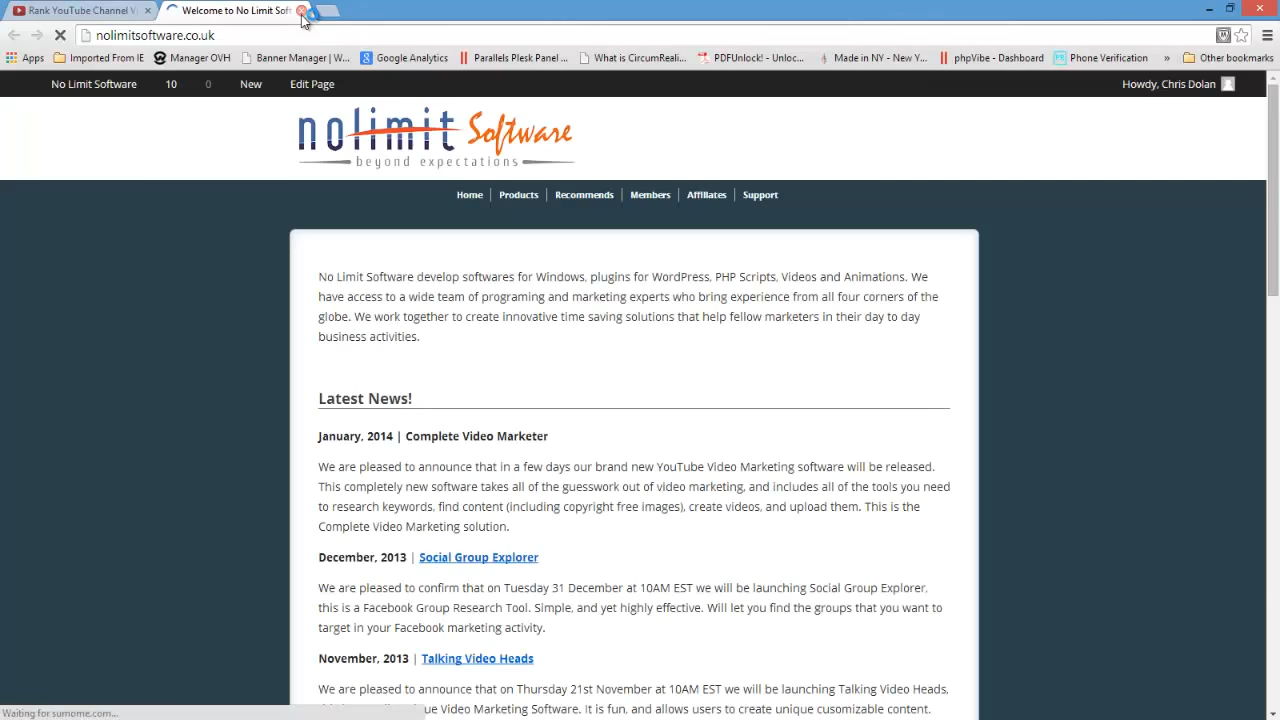 Rank YouTube Channel V
Welcome to No Limit Soft
nolimitsoftware.co.uk
Apps Imported From IE Manager OVH Banner Manager | W... Google Analytics Parallels Plesk Panel ... What is CircumReali... PDFUnlock! - Unloc... Made in NY - New Y... phpVibe - Dashboard Phone Verification » Other bookmarks
No Limit Software 10 0 New Edit Page Howdy, Chris Dolan
nolimit Software
beyond expectations
Home Products Recommends Members Affiliates Support
No Limit Software develop softwares for Windows, plugins for WordPress, PHP Scripts, Videos and Animations. We
have access to a wide team of programing and marketing experts who bring experience from all four corners of the
globe. We work together to create innovative time saving solutions that help fellow marketers in their day to day
business activities.
Latest News!
January, 2014 | Complete Video Marketer
We are pleased to announce that in a few days our brand new YouTube Video Marketing software will be released.
This completely new software takes all of the guesswork out of video marketing, and includes all of the tools you need
to research keywords, find content (including copyright free images), create videos, and upload them. This is the
Complete Video Marketing solution.
December, 2013 | Social Group Explorer
We are pleased to confirm that on Tuesday 31 December at 10AM EST we will be launching Social Group Explorer,
this is a Facebook Group Research Tool. Simple, and yet highly effective. Will let you find the groups that you want to
target in your Facebook marketing activity.
November, 2013 | Talking Video Heads
We are pleased to announce that on Thursday 21st November at 10AM EST we will be launching Talking Video Heads,
ue Video Marketing Software. It is fun, and allows users to create unique cusomizable content.
Waiting for sumome.com...